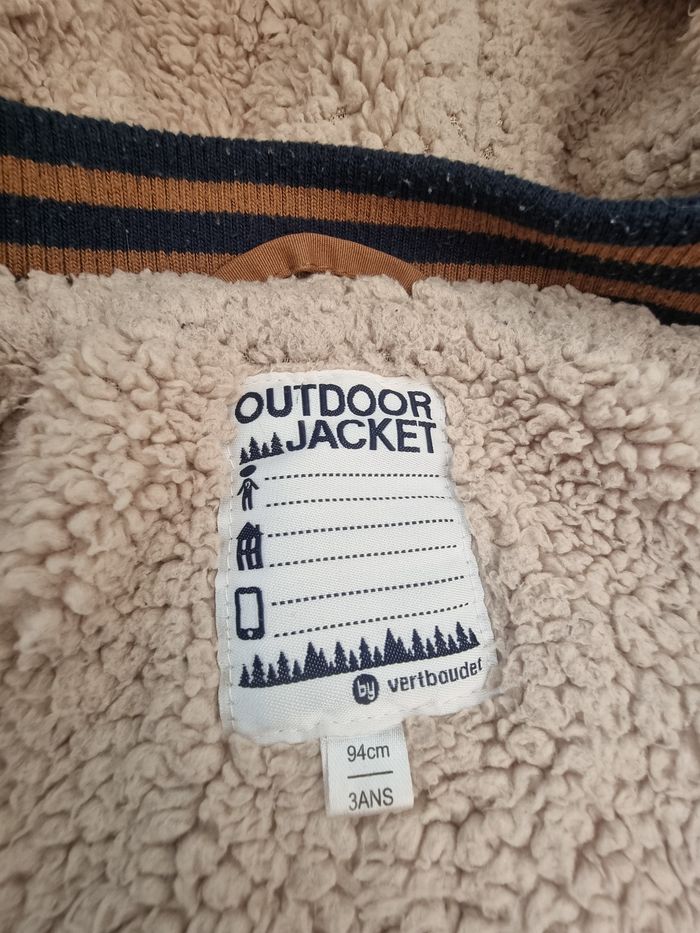 OUTDOOR
JACKET
by vertbaudet
94cm
3ANS